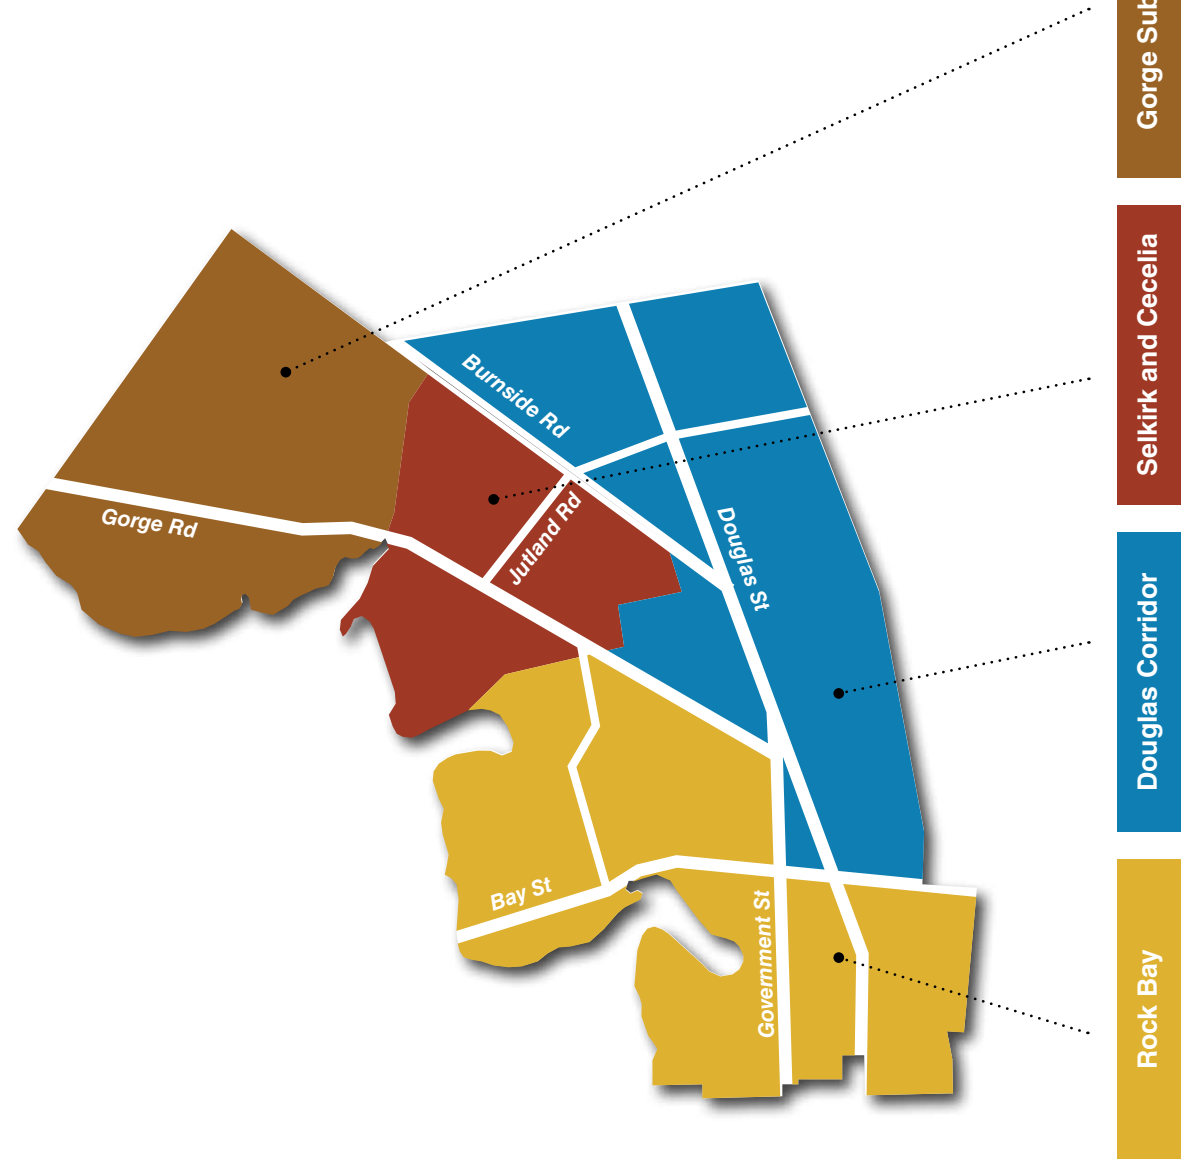 Gorge
Selkirk and Cecelia
Burnside Rd
Jutland Rd
Gorge Rd
Douglas St
Douglas Corridor
Bay St
Government St
Rock Bay